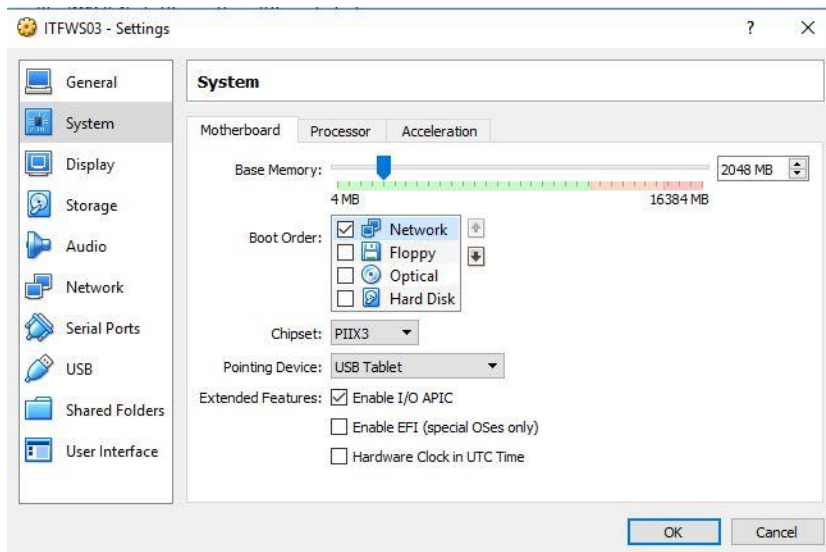 ITFWS03 - Settings
?
General
System
Display
Storage
Audio
Network
Serial Ports
USB
Shared Folders
User Interface
System
Motherboard Processor Acceleration
Base Memory: 2048 MB
4 MB 16384 MB
Boot Order:
Network
Floppy
Optical
Hard Disk
Chipset: PIIX3
Pointing Device: USB Tablet
Extended Features: Enable I/O APIC
Enable EFI (special OSes only)
Hardware Clock in UTC Time
OK Cancel